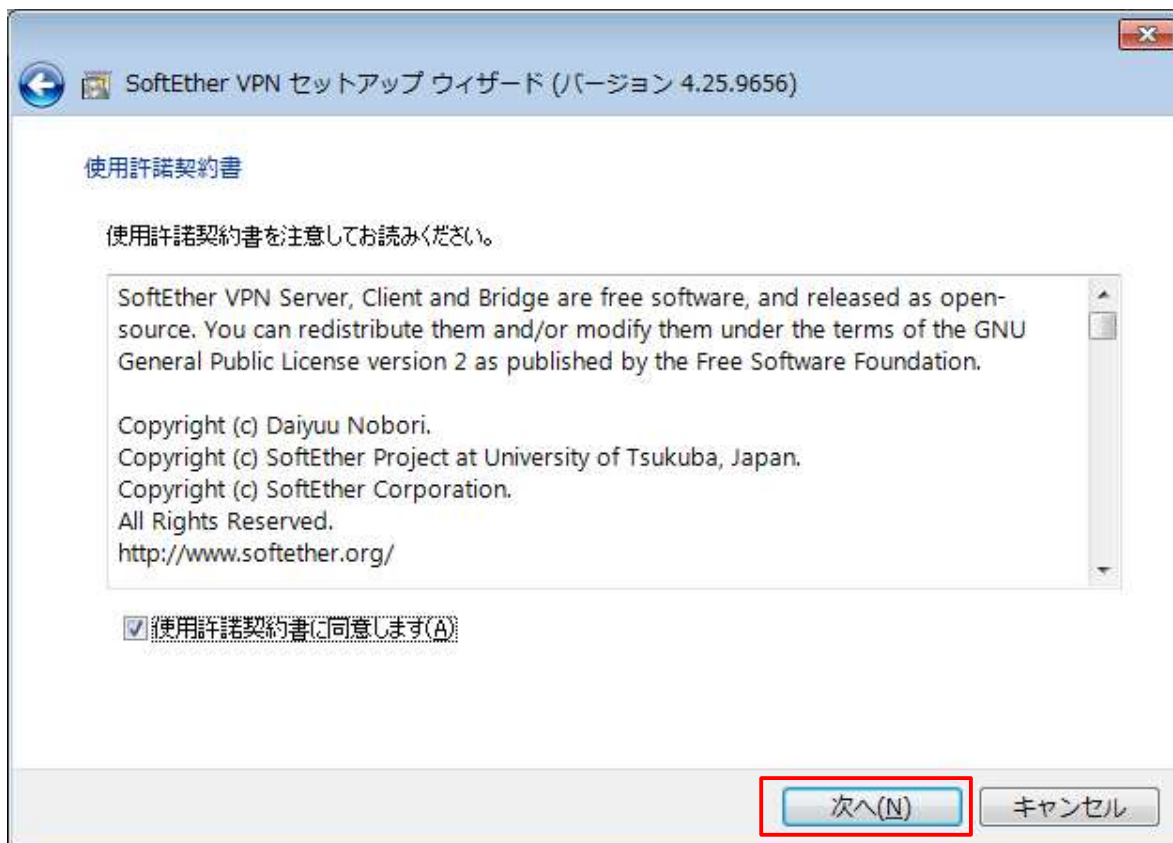 SoftEther VPN セットアップ ウィザード (バージョン 4.25.9656)
使用許諾契約書
使用許諾契約書を注意してお読みください。
SoftEther VPN Server, Client and Bridge are free software, and released as open-
source. You can redistribute them and/or modify them under the terms of the GNU
General Public License version 2 as published by the Free Software Foundation.
Copyright (c) Daiyuu Nobori.
Copyright (c) SoftEther Project at University of Tsukuba, Japan.
Copyright (c) SoftEther Corporation.
All Rights Reserved.
http://www.softether.org/
使用許諾契約書に同意します(A)
次へ(N)
キャンセル